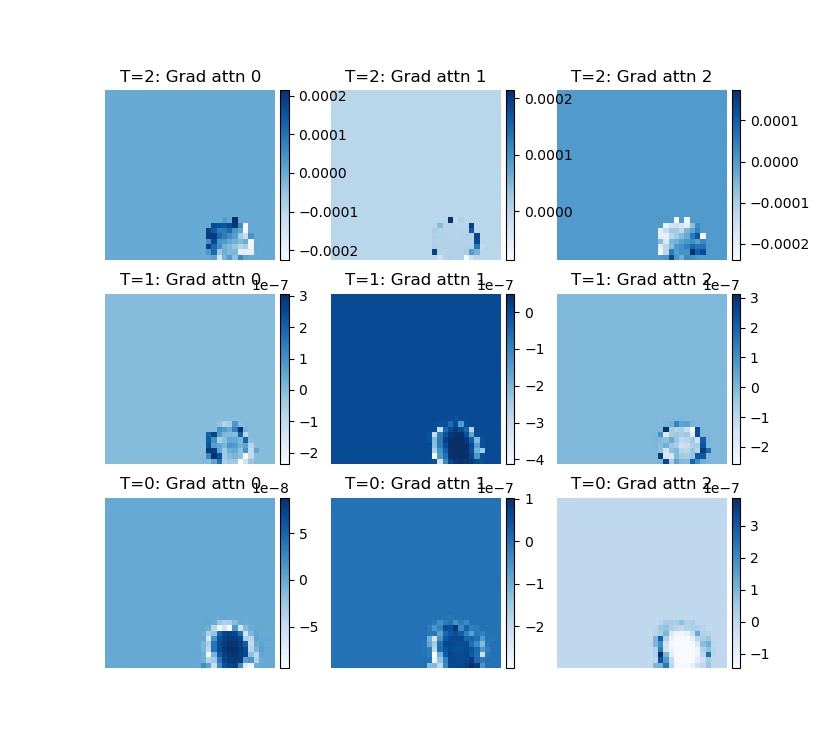 T=2: Grad attn 0
T=2: Grad attn 1
T=2: Grad attn 2
0.0002
0.0001
0.0000
−0.0001
−0.0002
0.0002
0.0001
0.0000
0.0001
0.0000
−0.0001
−0.0002
T=1: Grad attn 0
1e−7
T=1: Grad attn 1
1e−7
T=1: Grad attn 2
1e−7
3
2
1
0
−1
−2
0
−1
−2
−3
−4
3
2
1
0
−1
−2
T=0: Grad attn 0
1e−8
T=0: Grad attn 1
1e−7
T=0: Grad attn 2
1e−7
5
0
−5
1
0
−1
−2
3
2
1
0
−1